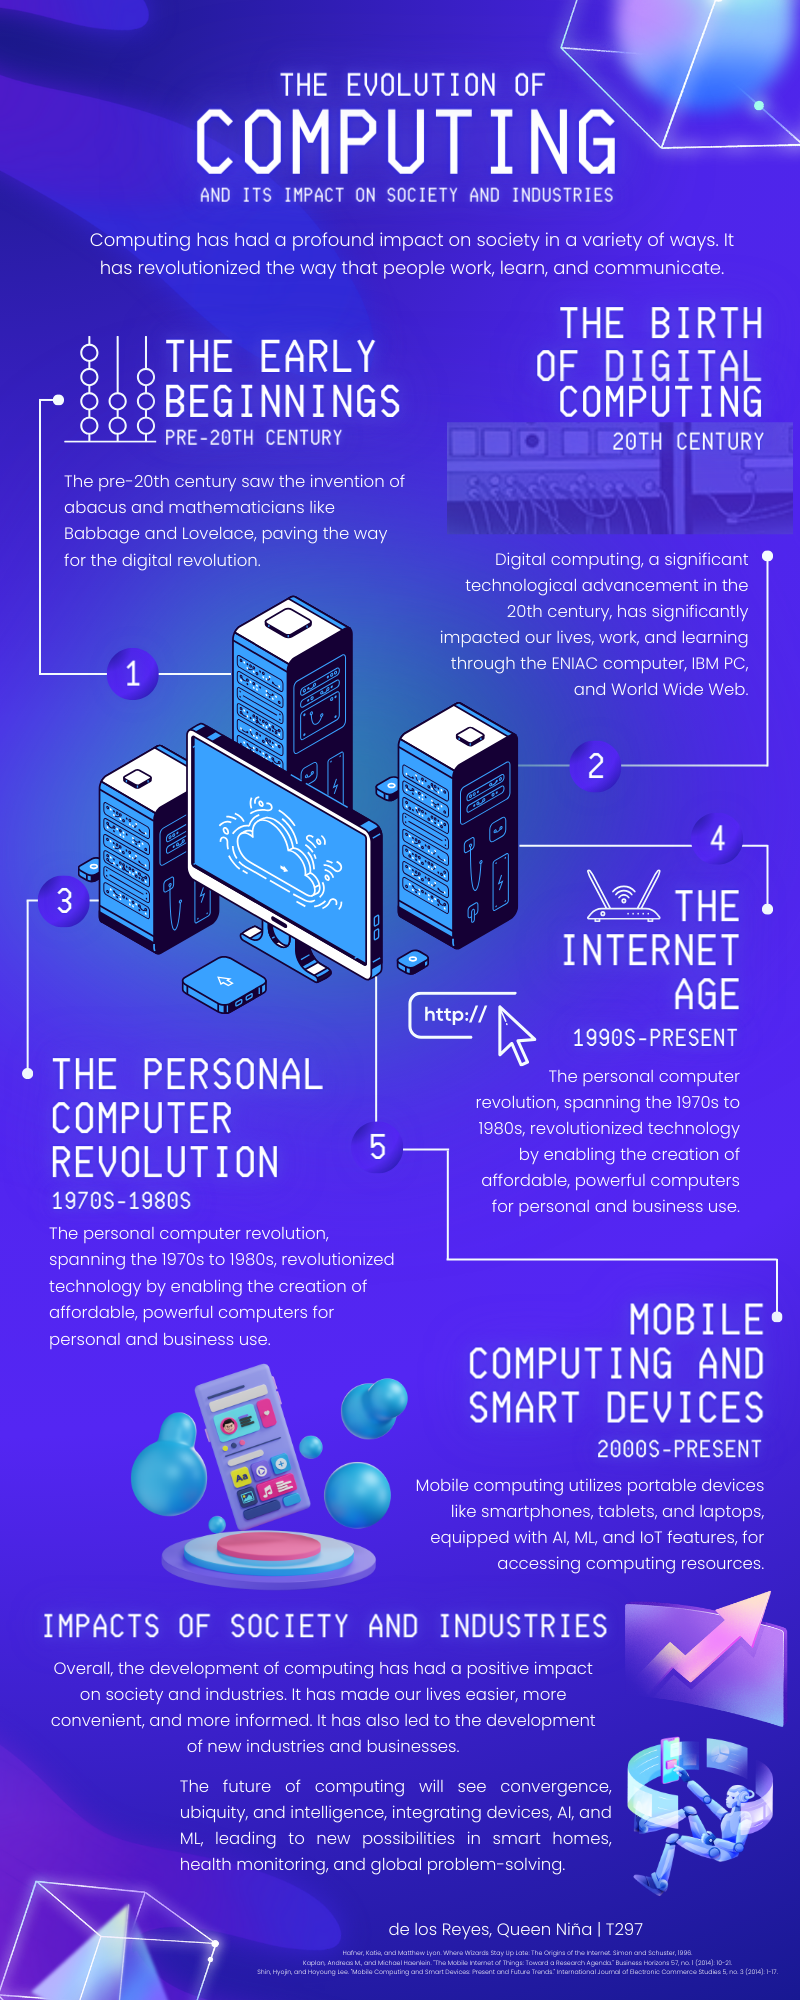 THE EVOLUTION OF
COMPUTING
AND ITS IMPACT ON SOCIETY AND INDUSTRIES
Computing has had a profound impact on society in a variety of ways. It
has revolutionized the way that people work, learn, and communicate.
THE EARLY
BEGINNINGS
PRE-20TH CENTURY
The pre-20th century saw the invention of
abacus and mathematicians like
Babbage and Lovelace, paving the way
for the digital revolution.
1
THE BIRTH
OF DIGITAL
COMPUTING
20TH CENTURY
Digital computing, a significant
technological advancement in the
20th century, has significantly
impacted our lives, work, and learning
through the ENIAC computer, IBM PC,
and World Wide Web.
2
3
THE PERSONAL
COMPUTER
REVOLUTION
1970S-1980S
The personal computer revolution,
spanning the 1970s to 1980s, revolutionized
technology by enabling the creation of
affordable, powerful computers for
personal and business use.
4
THE
INTERNET
AGE
http://
1990S-PRESENT
The personal computer
revolution, spanning the 1970s to
1980s, revolutionized technology
by enabling the creation of
affordable, powerful computers
for personal and business use.
5
MOBILE
COMPUTING AND
SMART DEVICES
2000S-PRESENT
Mobile computing utilizes portable devices
like smartphones, tablets, and laptops,
equipped with AI, ML, and IoT features, for
accessing computing resources.
Aa
IMPACTS OF SOCIETY AND INDUSTRIES
Overall, the development of computing has had a positive impact
on society and industries. It has made our lives easier, more
convenient, and more informed. It has also led to the development
of new industries and businesses.
The future of computing will see convergence,
ubiquity, and intelligence, integrating devices, AI, and
ML, leading to new possibilities in smart homes,
health monitoring, and global problem-solving.
de los Reyes, Queen Niña | T297
Hafner, Katie, and Matthew Lyon. Where Wizards Stay Up Late: The Origins of the Internet. Simon and Schuster, 1996.
Kaplan, Andreas M., and Michael Haenlein. "The Mobile Internet of Things: Toward a Research Agenda." Business Horizons 57, no. 1 (2014): 10-21.
Shin, Hyojin, and Hoyoung Lee. "Mobile Computing and Smart Devices: Present and Future Trends." International Journal of Electronic Commerce Studies 5, no. 3 (2014): 1-17.